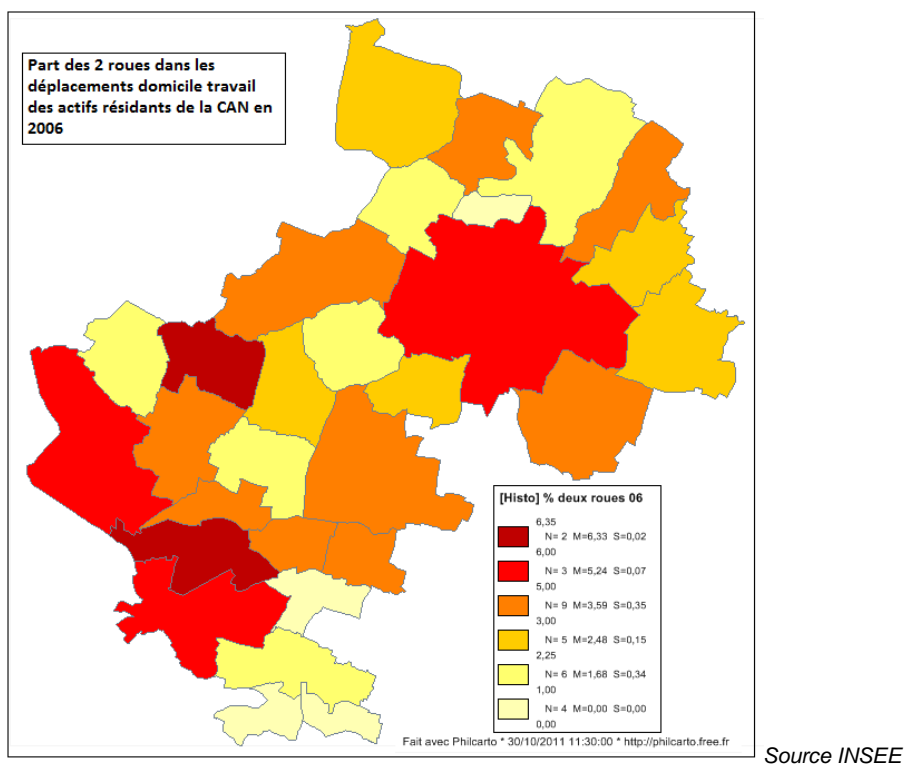 Part des 2 roues dans les
déplacements domicile travail
des actifs résidants de la CAN en
2006
[Histo] % deux roues 06
6,35
N= 2 M=6,33 S=0,02
6,00
N= 3 M=5,24 S=0,07
5,00
N= 9 M=3,59 S=0,35
3,00
N= 5 M=2,48 S=0,15
2,25
N= 6 M=1,68 S=0,34
1,00
N= 4 M=0,00 S=0,00
0,00
Fait avec Philcarto * 30/10/2011 11:30:00 * http://philcarto.free.fr
Source INSEE